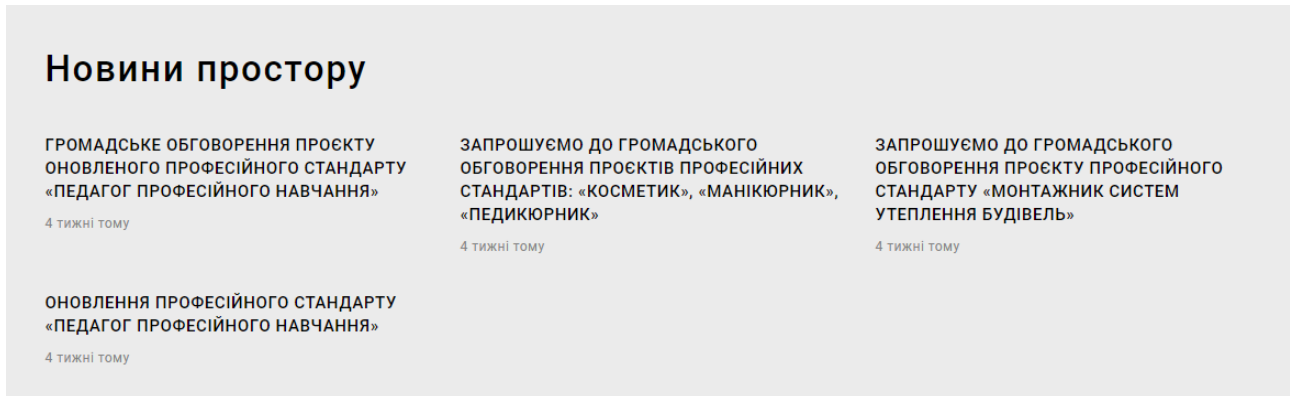 Новини простору
ГРОМАДСЬКЕ ОБГОВОРЕННЯ ПРОЄКТУ
ОНОВЛЕНОГО ПРОФЕСІЙНОГО СТАНДАРТУ
«ПЕДАГОГ ПРОФЕСІЙНОГО НАВЧАННЯ»
4 тижні тому
ЗАПРОШУЄМО ДО ГРОМАДСЬКОГО
ОБГОВОРЕННЯ ПРОЄКТІВ ПРОФЕСІЙНИХ
СТАНДАРТІВ: «КОСМЕТИК», «МАНІКЮРНИК»,
«ПЕДИКЮРНИК»
4 тижні тому
ЗАПРОШУЄМО ДО ГРОМАДСЬКОГО
ОБГОВОРЕННЯ ПРОЄКТУ ПРОФЕСІЙНОГО
СТАНДАРТУ «МОНТАЖНИК СИСТЕМ
УТЕПЛЕННЯ БУДІВЕЛЬ»
4 тижні тому
ОНОВЛЕННЯ ПРОФЕСІЙНОГО СТАНДАРТУ
«ПЕДАГОГ ПРОФЕСІЙНОГО НАВЧАННЯ»
4 тижні тому